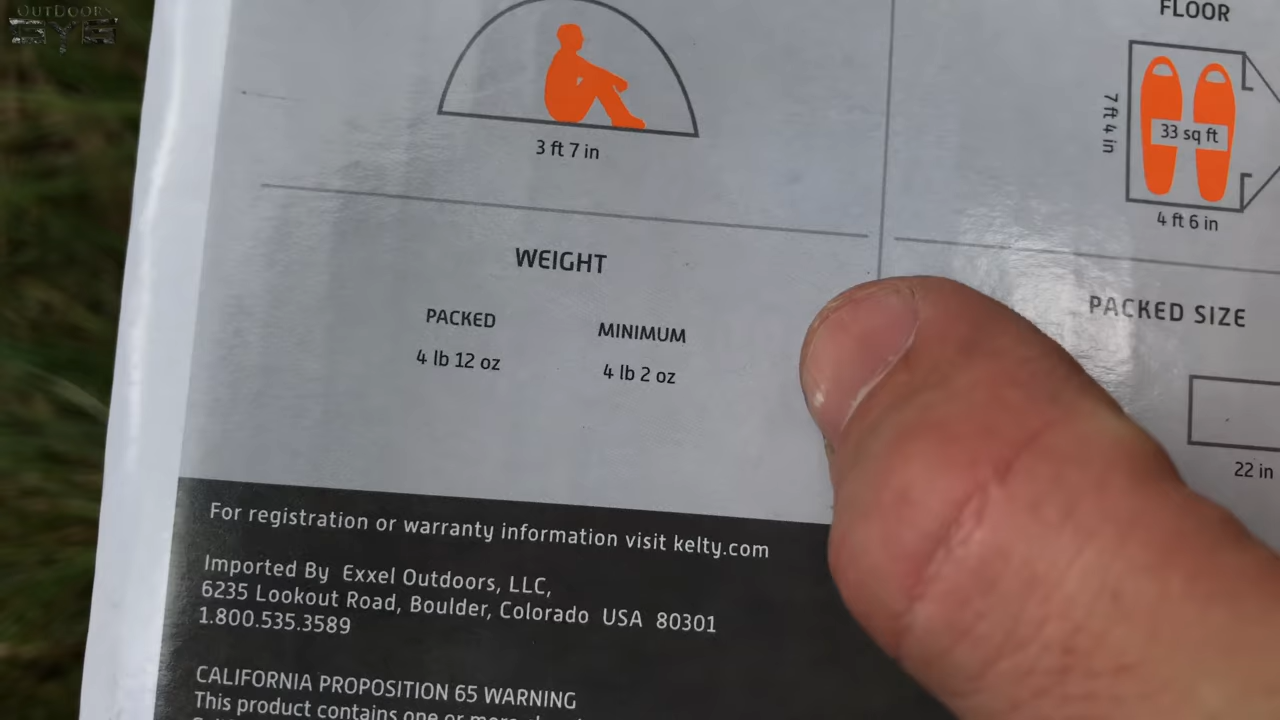 OUTDOORS
EYE
3 ft 7 in
FLOOR
7 ft 4 in
33 sq ft
4 ft 6 in
WEIGHT
PACKED
4 lb 12 oz
MINIMUM
4 lb 2 oz
PACKED SIZE
22 in
For registration or warranty information visit kelty.com
Imported By Exxel Outdoors, LLC,
6235 Lookout Road, Boulder, Colorado USA 80301
1.800.535.3589
CALIFORNIA PROPOSITION 65 WARNING
This product contains one or more